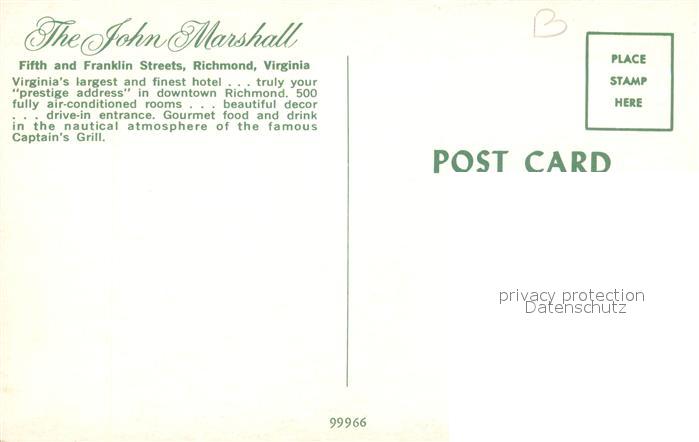 The John Marshall
Fifth and Franklin Streets, Richmond, Virginia
Virginia's largest and finest hotel . . . truly your
"prestige address" in downtown Richmond. 500
fully air-conditioned rooms . . . beautiful decor
. . . drive-in entrance. Gourmet food and drink
in the nautical atmosphere of the famous
Captain's Grill.
B
PLACE
STAMP
HERE
POST CARD
privacy protection
Datenschutz
99966